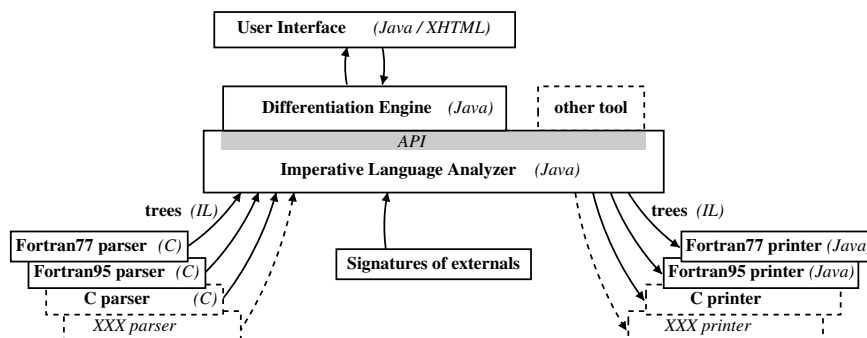 User Interface (Java / XHTML)
Differentiation Engine (Java)
other tool
API
Imperative Language Analyzer (Java)
trees (IL)
trees (IL)
Fortran77 parser (C)
Fortran77 printer (Java)
Fortran95 parser (C)
Signatures of externals
Fortran95 printer (Java)
C parser (C)
C printer
XXX parser
XXX printer